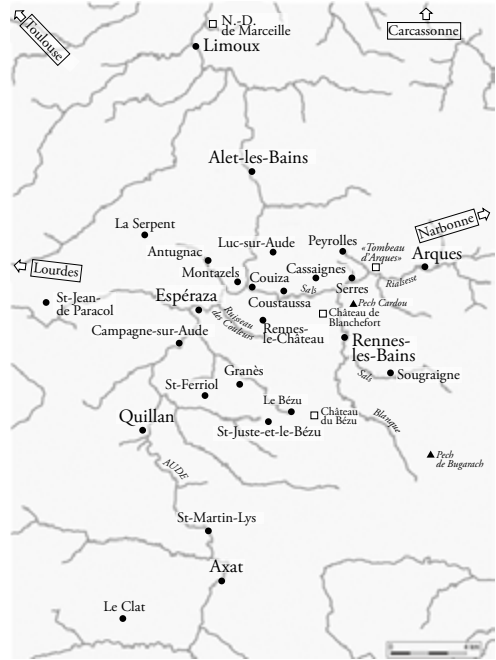 Toulouse
N.-D.
de Marceille
Limoux
Carcassonne
Alet-les-Bains
Narbonne
La Serpent
Luc-sur-Aude
Peyrolles
«Tombeau
d'Arques»
Arques
Antugnac
Lourdes
Montazels
Couiza
Cassaignes
Rialsesse
St-Jean-
de Paracol
Espéraza
Sals
Coustaussa
Serres
Pech Cardou
Ruisseau
des Couleurs
Rennes-
le-Château
Château de
Blanchefort
Campagne-sur-Aude
Rennes-
les-Bains
St-Ferriol
Granès
Sals
Sougraigne
Le Bézu
Quillan
St-Juste-et-le-Bézu
Château
du Bézu
Blanque
AUDE
Pech
de Bugarach
St-Martin-Lys
Axat
Le Clat